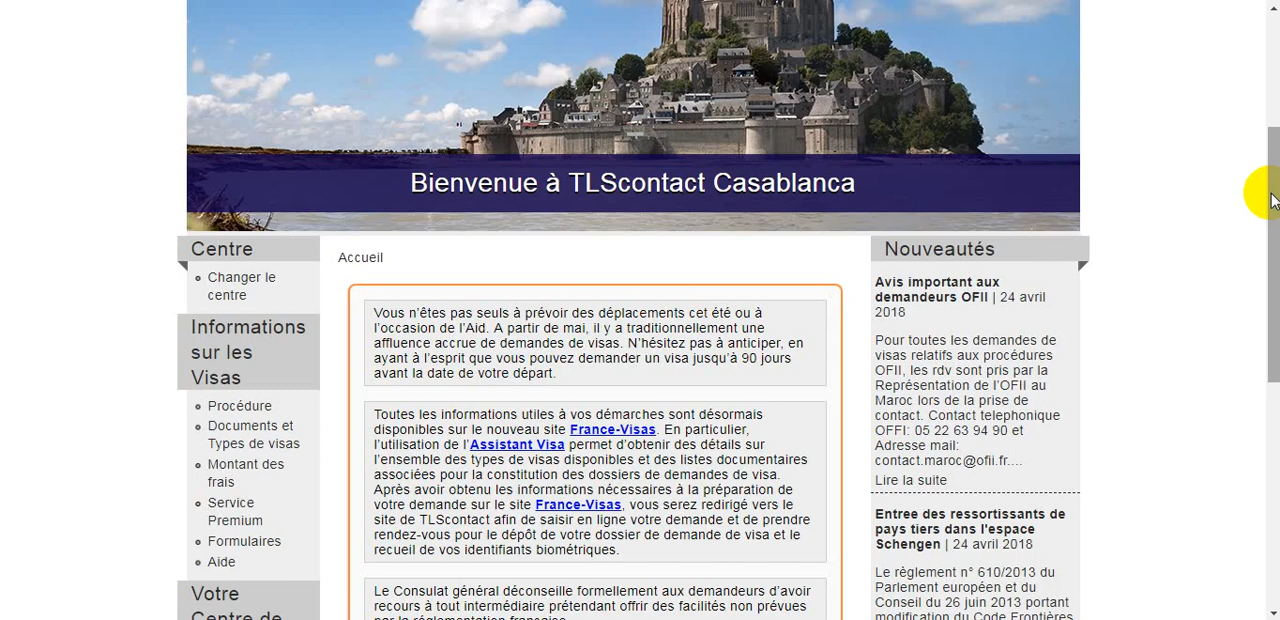 Bienvenue à TLScontact Casablanca
Centre
Changer le
centre
Informations
sur les
Visas
Procédure
Documents et
Types de visas
Montant des
frais
Service
Premium
Formulaires
Aide
Votre
Centre de
Accueil
Vous n’êtes pas seuls à prévoir des déplacements cet été ou à
l’occasion de l’Aid. A partir de mai, il y a traditionnellement une
affluence accrue de demandes de visas. N’hésitez pas à anticiper, en
ayant à l’esprit que vous pouvez demander un visa jusqu’à 90 jours
avant la date de votre départ.
Toutes les informations utiles à vos démarches sont désormais
disponibles sur le nouveau site France-Visas. En particulier,
l’utilisation de l’Assistant Visa permet d’obtenir des détails sur
l’ensemble des types de visas disponibles et des listes documentaires
associées pour la constitution des dossiers de demandes de visa.
Après avoir obtenu les informations nécessaires à la préparation de
votre demande sur le site France-Visas, vous serez redirigé vers le
site de TLScontact afin de saisir en ligne votre demande et de prendre
rendez-vous pour le dépôt de votre dossier de demande de visa et le
recueil de vos identifiants biométriques.
Le Consulat général déconseille formellement aux demandeurs d’avoir
recours à tout intermédiaire prétendant offrir des facilités non prévues
par la réglementation française.
Nouveautés
Avis important aux
demandeurs OFII | 24 avril
2018
Pour toutes les demandes de
visas relatifs aux procédures
OFII, les rdv sont pris par la
Représentation de l’OFII au
Maroc lors de la prise de
contact. Contact telephonique
OFFI: 05 22 63 94 90 et
Adresse mail:
contact.maroc@ofii.fr....
Lire la suite
Entree des ressortissants de
pays tiers dans l'espace
Schengen | 24 avril 2018
Le règlement n° 610/2013 du
Parlement européen et du
Conseil du 26 juin 2013 portant
modification du Code Frontières